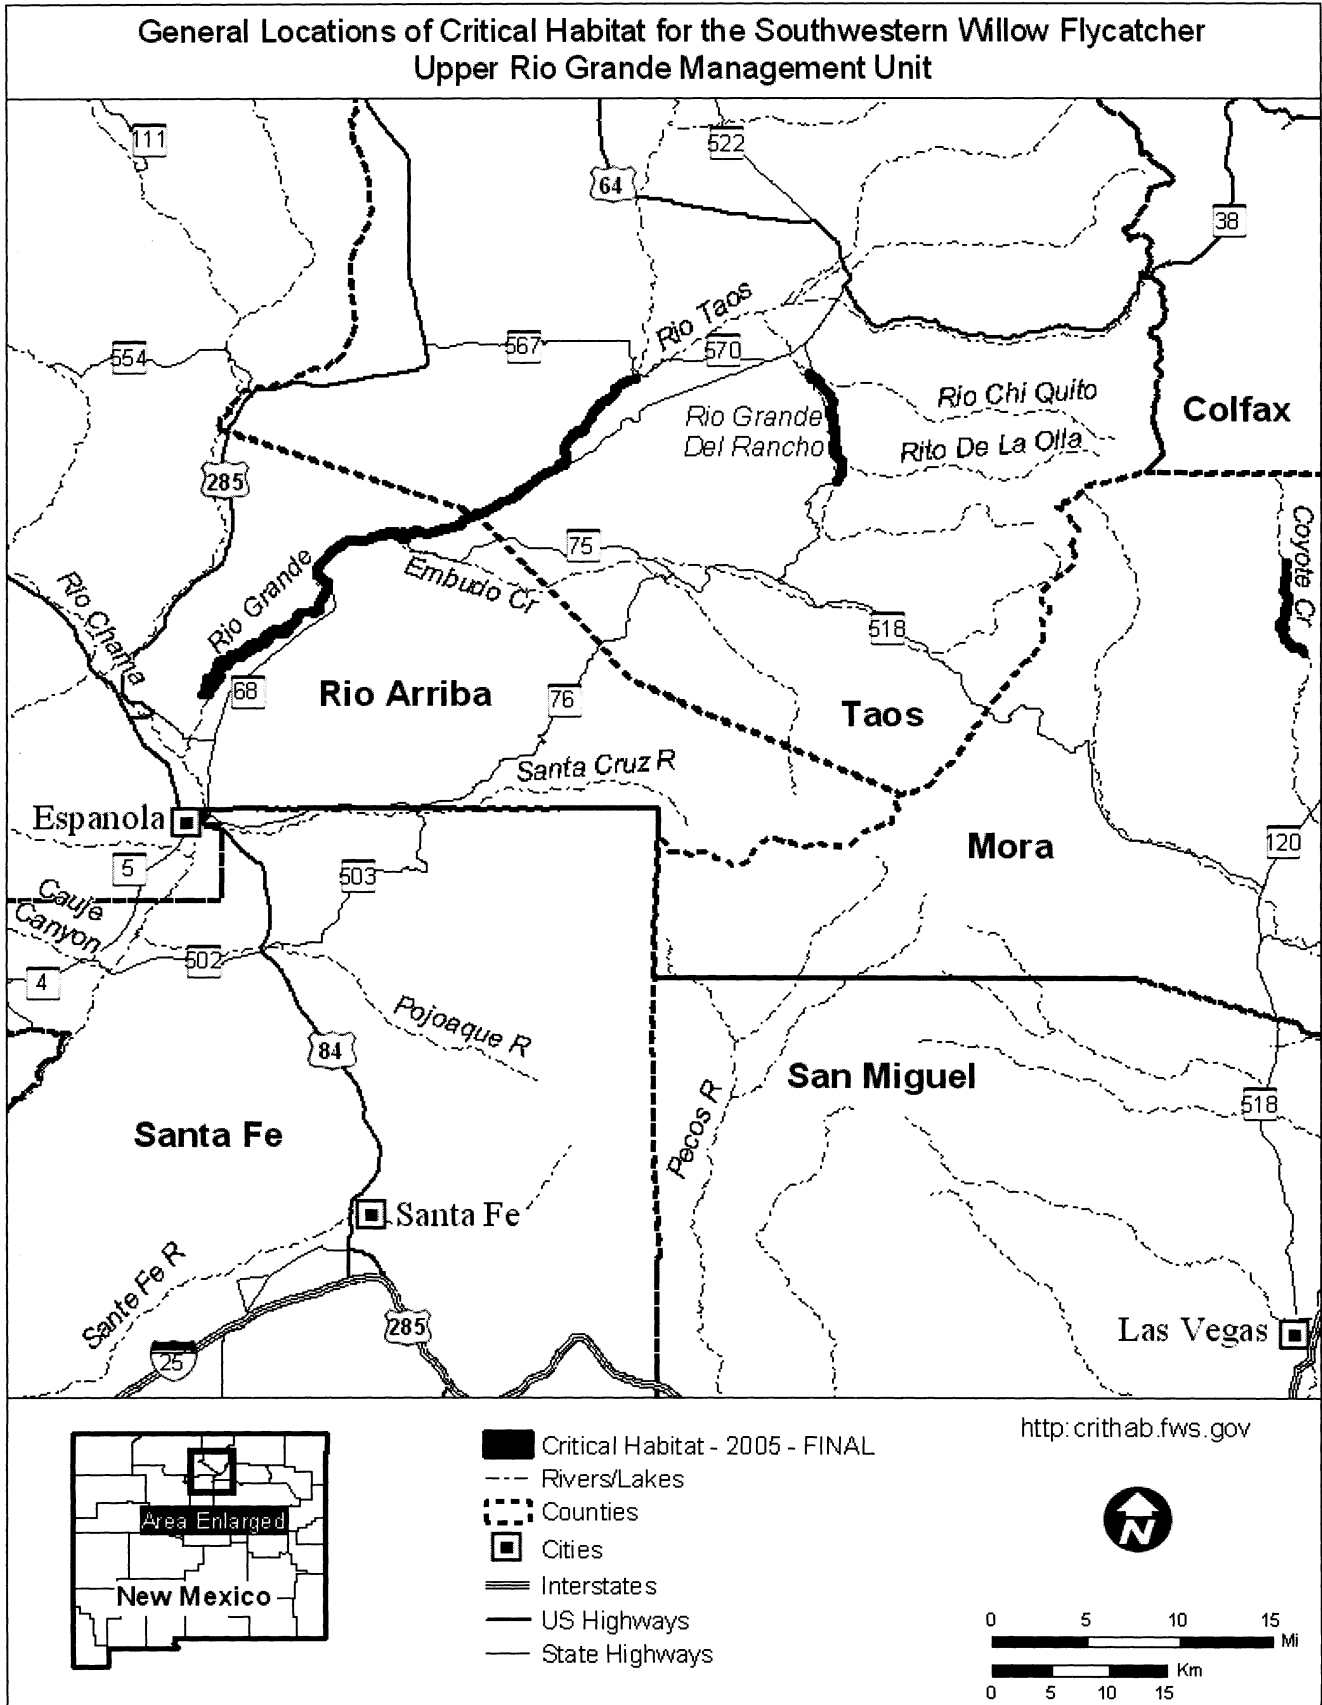 General Locations of Critical Habitat for the Southwestern Willow Flycatcher
Upper Rio Grande Management Unit
111
522
64
38
Rio Taos
567
570
554
Rio Chi Quito
Colfax
Rio Grande
Del Rancho
Rito De La Olla
285
Coyote Cr
75
Embudo Cr
Rio Grande
Rio Chama
518
68
Rio Arriba
76
Taos
Santa Cruz R
Espanola
Mora
120
5
503
Cauje
Canyon
502
4
Pojoaque R
84
San Miguel
Pecos R
518
Santa Fe
Santa Fe
Sante Fe R
285
Las Vegas
25
Area Enlarged
New Mexico
Critical Habitat - 2005 - FINAL
Rivers/Lakes
Counties
Cities
Interstates
US Highways
State Highways
http:crithab.fws.gov
N
0 5 10 15
Mi
Km
0 5 10 15